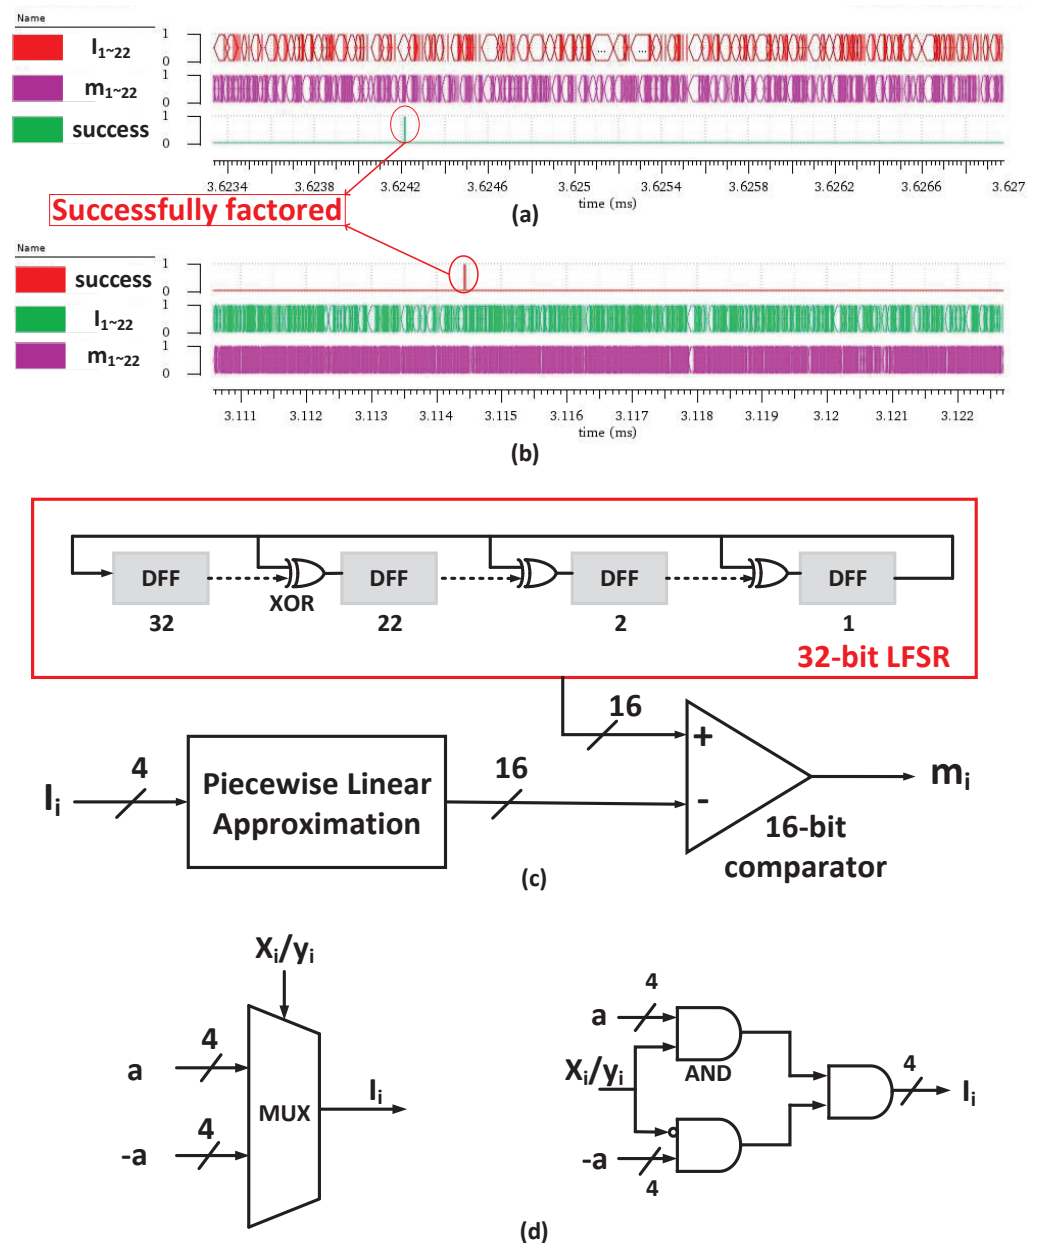 Name
I1~22
1
0
m1~22
1
0
success
1
0
3.6234 3.6238 3.6242 3.6246 3.625 3.6254 3.6258 3.6262 3.6266 3.627
time (ms)
Successfully factored
(a)
Name
success
1
0
I1~22
1
0
m1~22
1
0
3.111 3.112 3.113 3.114 3.115 3.116 3.117 3.118 3.119 3.12 3.121 3.122
time (ms)
(b)
DFF DFF DFF DFF
XOR
32 22 2 1
32-bit LFSR
16
+
Ii
4
Piecewise Linear
Approximation
16
-
mi
16-bit
comparator
(c)
Xi/yi
a
4
-a
4
MUX
Ii
4
a
Xi/yi
AND
-a
4
4
Ii
(d)